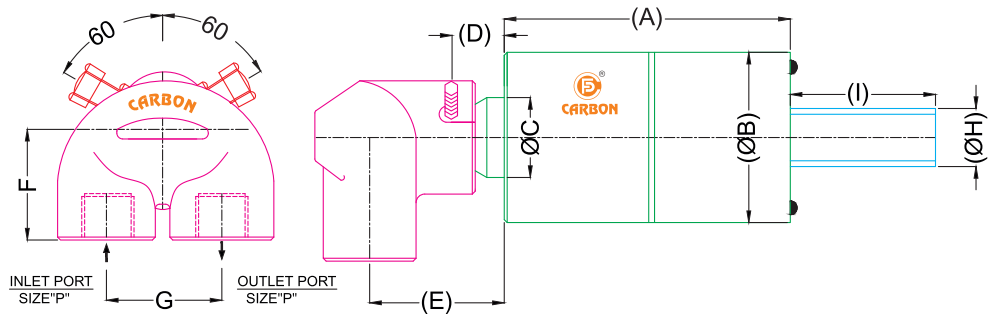 60
60
CARBON
F
G
INLET PORT
SIZE"P"
OUTLET PORT
SIZE"P"
(A)
(D)
®
CARBON
ØC
(ØB)
(I)
(ØH)
(E)